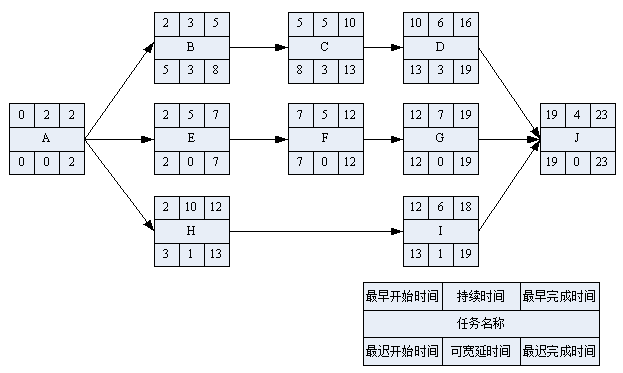 2 3 5
B
5 3 8
5 5 10
C
8 3 13
10 6 16
D
13 3 19
0 2 2
A
0 0 2
2 5 7
E
2 0 7
7 5 12
F
7 0 12
12 7 19
G
12 0 19
19 4 23
J
19 0 23
2 10 12
H
3 1 13
12 6 18
I
13 1 19
最早开始时间 持续时间 最早完成时间
任务名称
最迟开始时间 可宽延时间 最迟完成时间